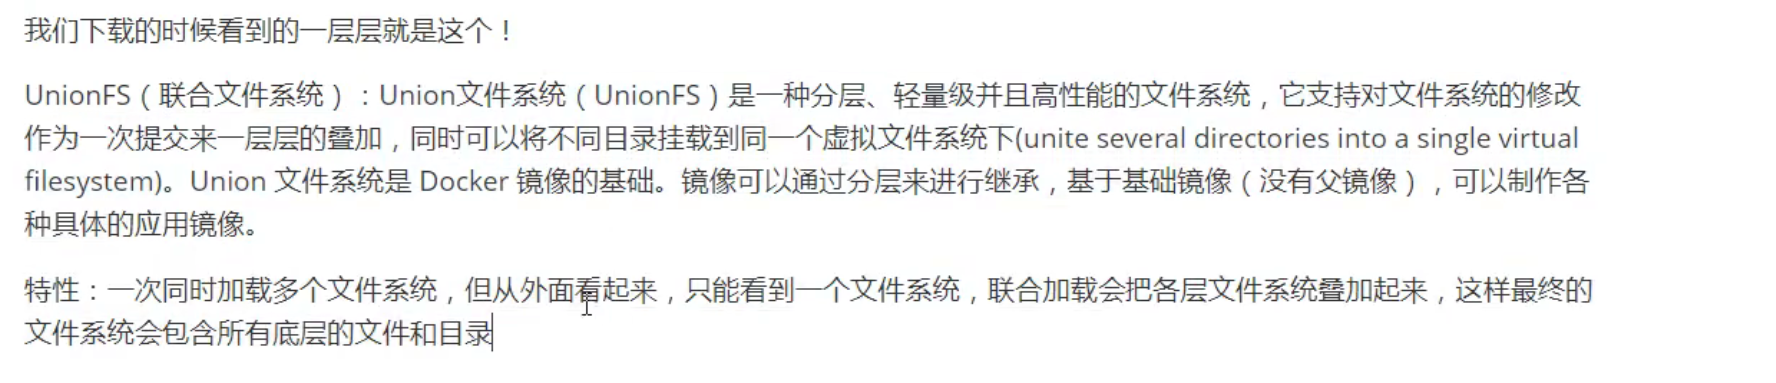 我们下载的时候看到的一层层就是这个！
UnionFS（联合文件系统）：Union文件系统（UnionFS）是一种分层、轻量级并且高性能的文件系统，它支持对文件系统的修改
作为一次提交来一层层的叠加，同时可以将不同目录挂载到同一个虚拟文件系统下(unite several directories into a single virtual
filesystem)。Union 文件系统是 Docker 镜像的基础。镜像可以通过分层来进行继承，基于基础镜像（没有父镜像），可以制作各
种具体的应用镜像。
特性：一次同时加载多个文件系统，但从外面看起来，只能看到一个文件系统，联合加载会把各层文件系统叠加起来，这样最终的
文件系统会包含所有底层的文件和目录